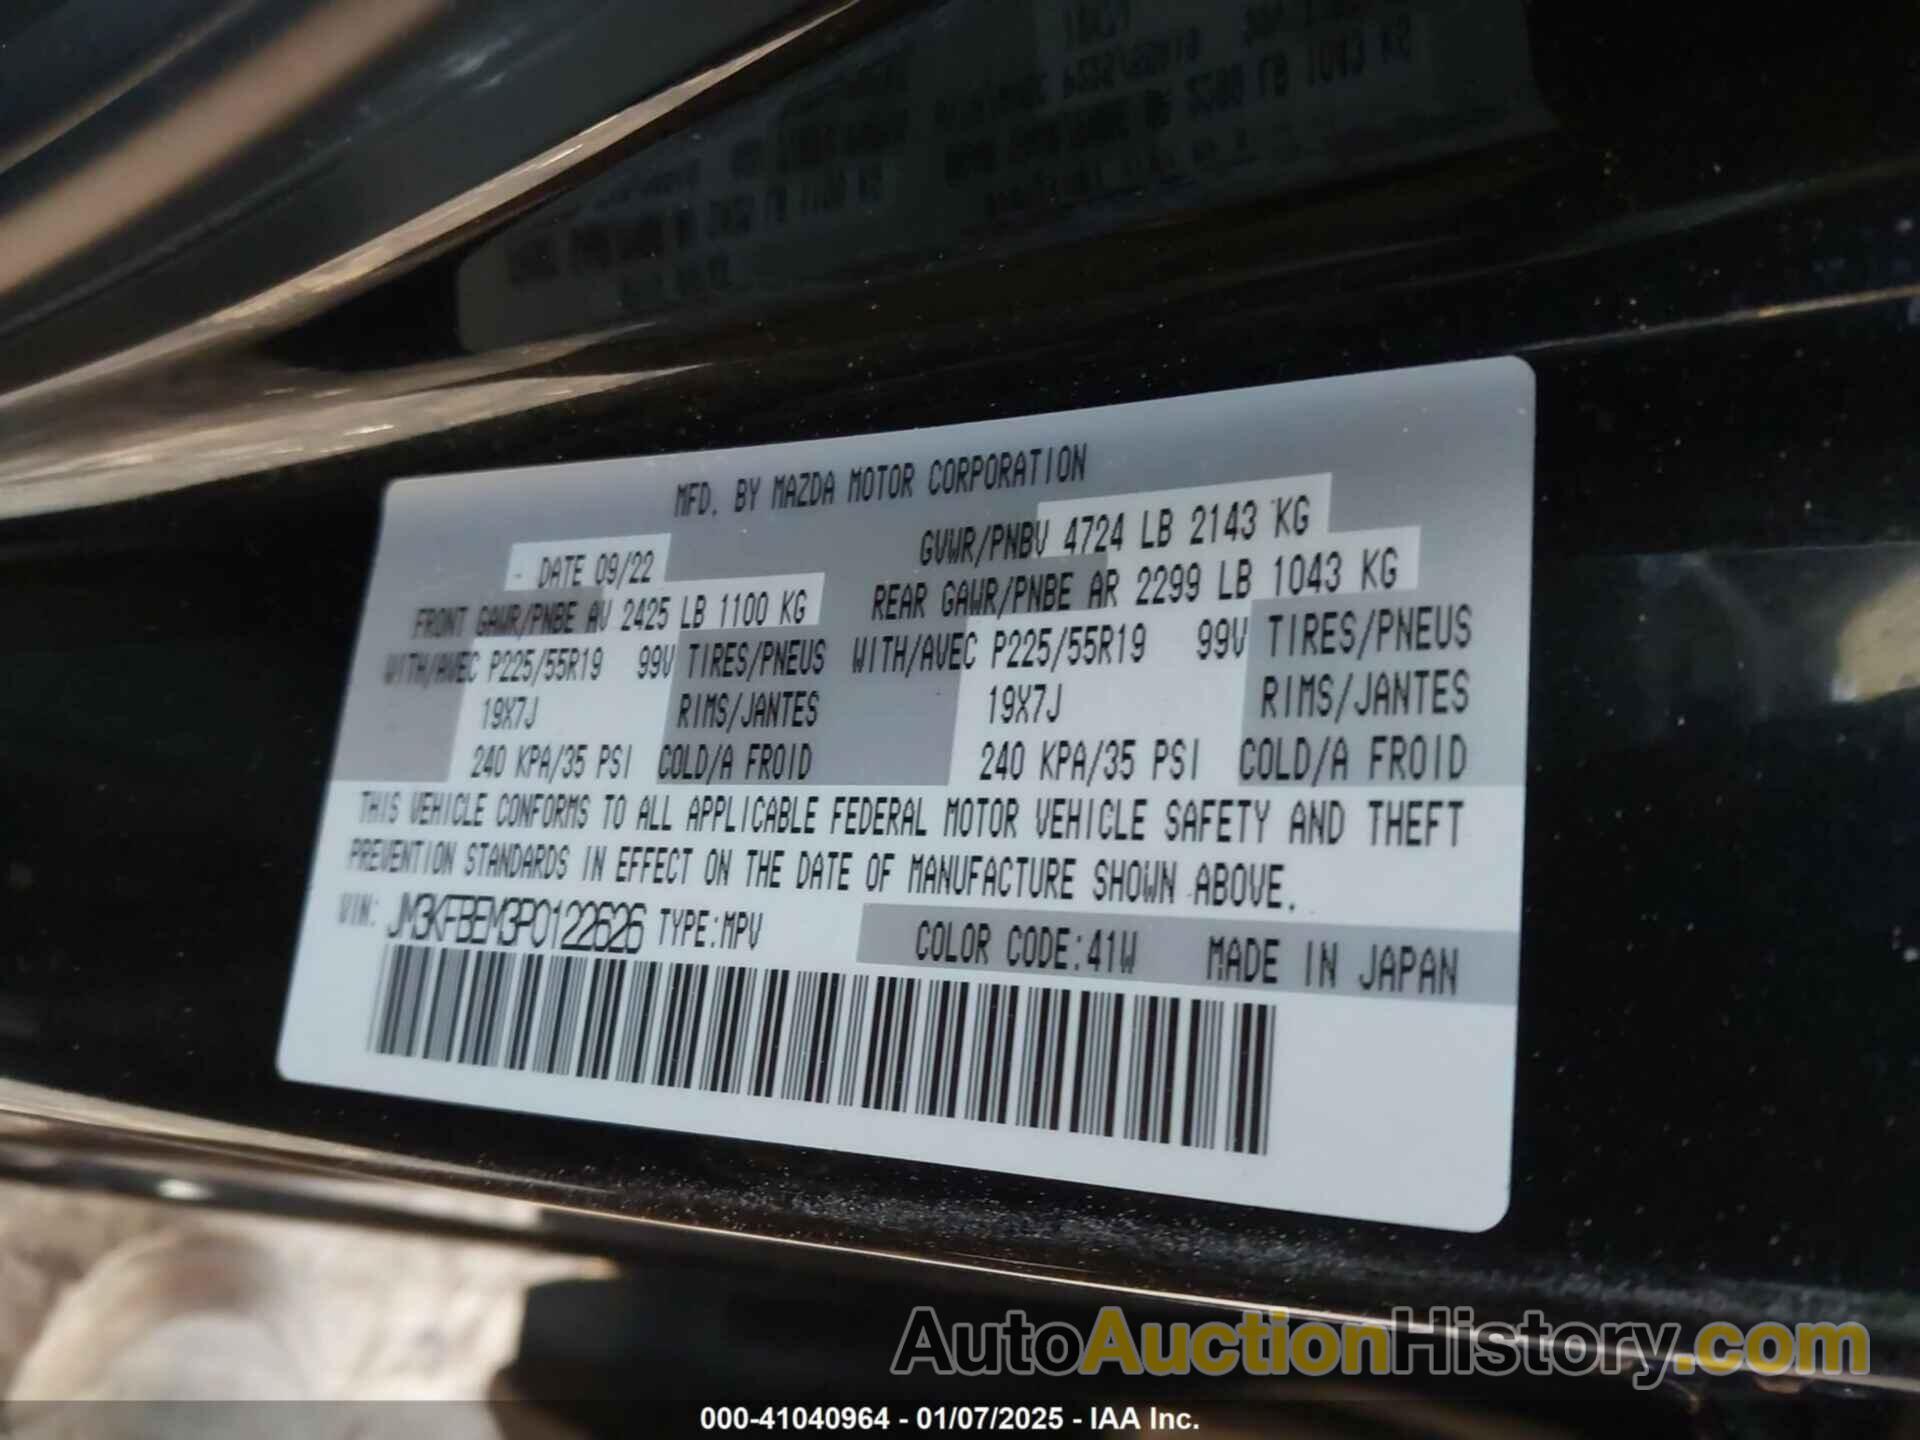 MFD. BY MAZDA MOTOR CORPORATION
- DATE 09/22 GVWR/PNBV 4724 LB 2143 KG
FRONT GAWR/PNBE AV 2425 LB 1100 KG REAR GAWR/PNBE AR 2299 LB 1043 KG
WITH/AVEC P225/55R19 99V TIRES/PNEUS WITH/AVEC P225/55R19 99V TIRES/PNEUS
19X7J RIMS/JANTES 19X7J RIMS/JANTES
240 KPA/35 PSI COLD/A FROID 240 KPA/35 PSI COLD/A FROID
THIS VEHICLE CONFORMS TO ALL APPLICABLE FEDERAL MOTOR VEHICLE SAFETY AND THEFT
PREVENTION STANDARDS IN EFFECT ON THE DATE OF MANUFACTURE SHOWN ABOVE.
VIN: JM3KFBEM3P0122626 TYPE:MPV COLOR CODE:41W MADE IN JAPAN
AutoAuctionHistory.com
000-41040964 - 01/07/2025 - IAA Inc.